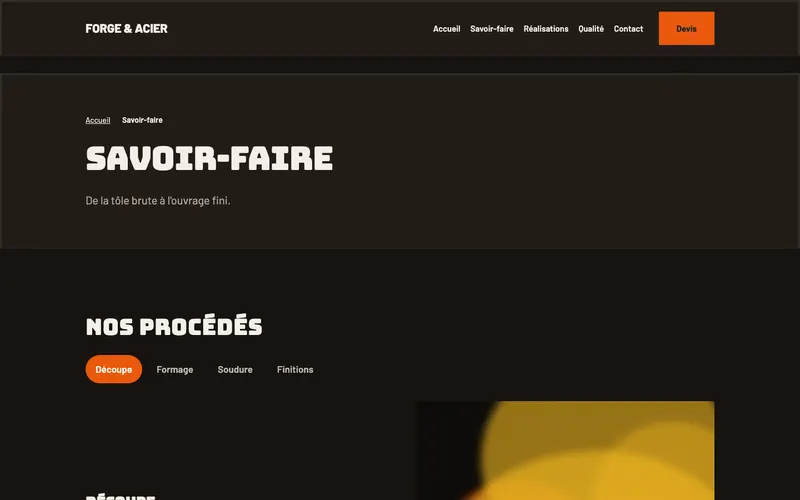 FORGE & ACIER
Accueil Savoir-faire Réalisations Qualité Contact Devis
Accueil Savoir-faire
SAVOIR-FAIRE
De la tôle brute à l'ouvrage fini.
NOS PROCÉDÉS
Découpe Formage Soudure Finitions
DÉCOUPE